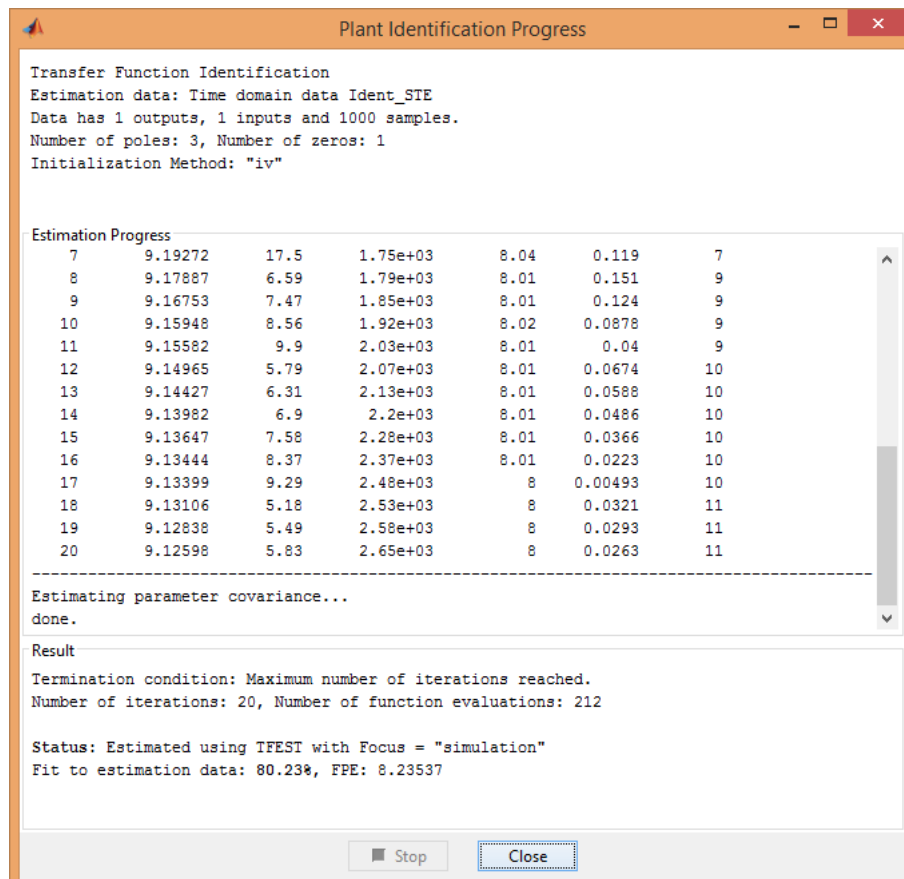 Plant Identification Progress
Transfer Function Identification
Estimation data: Time domain data Ident_STE
Data has 1 outputs, 1 inputs and 1000 samples.
Number of poles: 3, Number of zeros: 1
Initialization Method: "iv"
Estimation Progress
7 9.19272 17.5 1.75e+03 8.04 0.119 7
8 9.17887 6.59 1.79e+03 8.01 0.151 9
9 9.16753 7.47 1.85e+03 8.01 0.124 9
10 9.15948 8.56 1.92e+03 8.02 0.0878 9
11 9.15582 9.9 2.03e+03 8.01 0.04 9
12 9.14965 5.79 2.07e+03 8.01 0.0674 10
13 9.14427 6.31 2.13e+03 8.01 0.0588 10
14 9.13982 6.9 2.2e+03 8.01 0.0486 10
15 9.13647 7.58 2.28e+03 8.01 0.0366 10
16 9.13444 8.37 2.37e+03 8.01 0.0223 10
17 9.13399 9.29 2.48e+03 8 0.00493 10
18 9.13106 5.18 2.53e+03 8 0.0321 11
19 9.12838 5.49 2.58e+03 8 0.0293 11
20 9.12598 5.83 2.65e+03 8 0.0263 11
------------------------------------------------------------------------------------------
Estimating parameter covariance...
done.
Result
Termination condition: Maximum number of iterations reached.
Number of iterations: 20, Number of function evaluations: 212
Status: Estimated using TFEST with Focus = "simulation"
Fit to estimation data: 80.23%, FPE: 8.23537
Stop
Close